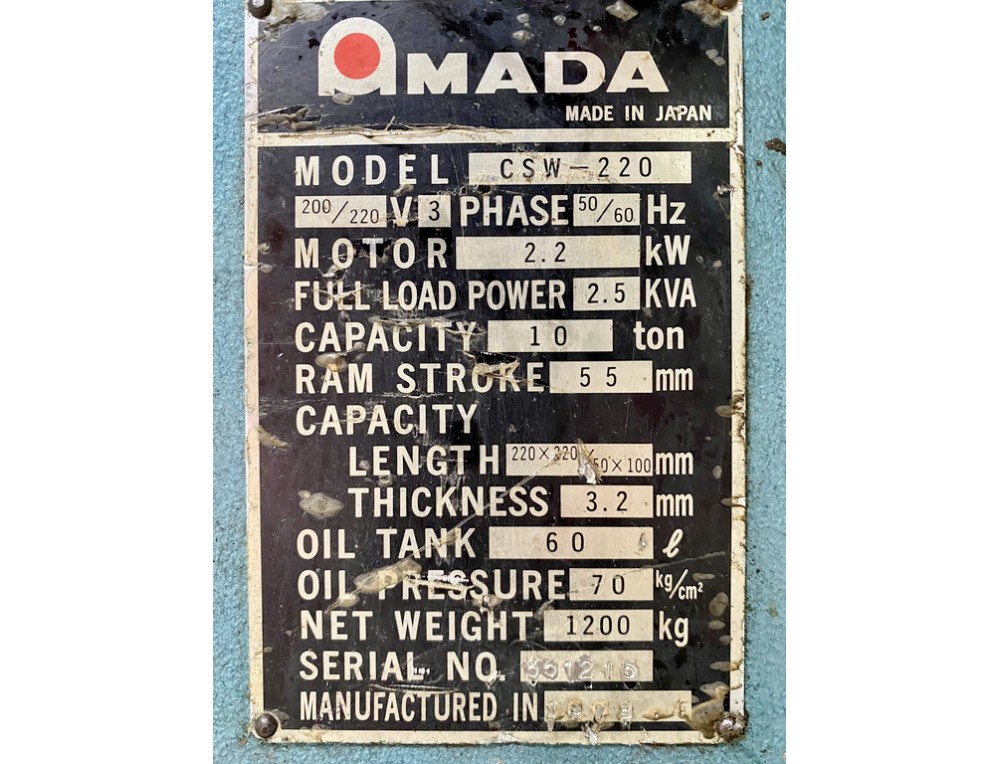 AMADA
MADE IN JAPAN
MODEL CSW-220
200/220 V 3 PHASE 50/60 Hz
MOTOR 2.2 kW
FULL LOAD POWER 2.5 KVA
CAPACITY 10 ton
RAM STROKE 55 mm
CAPACITY
LENGTH 220×220 60×100 mm
THICKNESS 3.2 mm
OIL TANK 60 ℓ
OIL PRESSURE 70 kg/cm²
NET WEIGHT 1200 kg
SERIAL NO.
MANUFACTURED IN